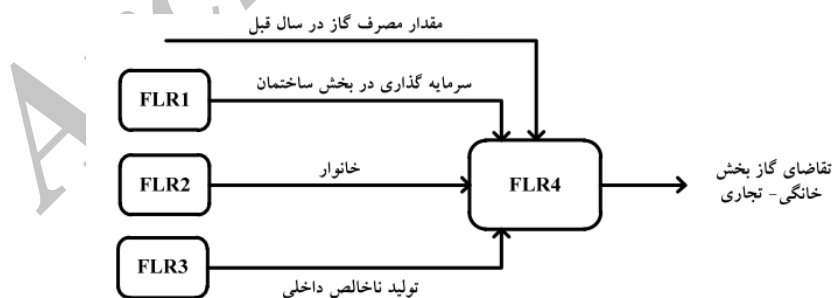 مقدار مصرف گاز در سال قبل
سرمایه گذاری در بخش ساختمان
FLR1
خانوار
FLR2
FLR4
تقاضای گاز بخش
خانگی- تجاری
FLR3
تولید ناخالص داخلی